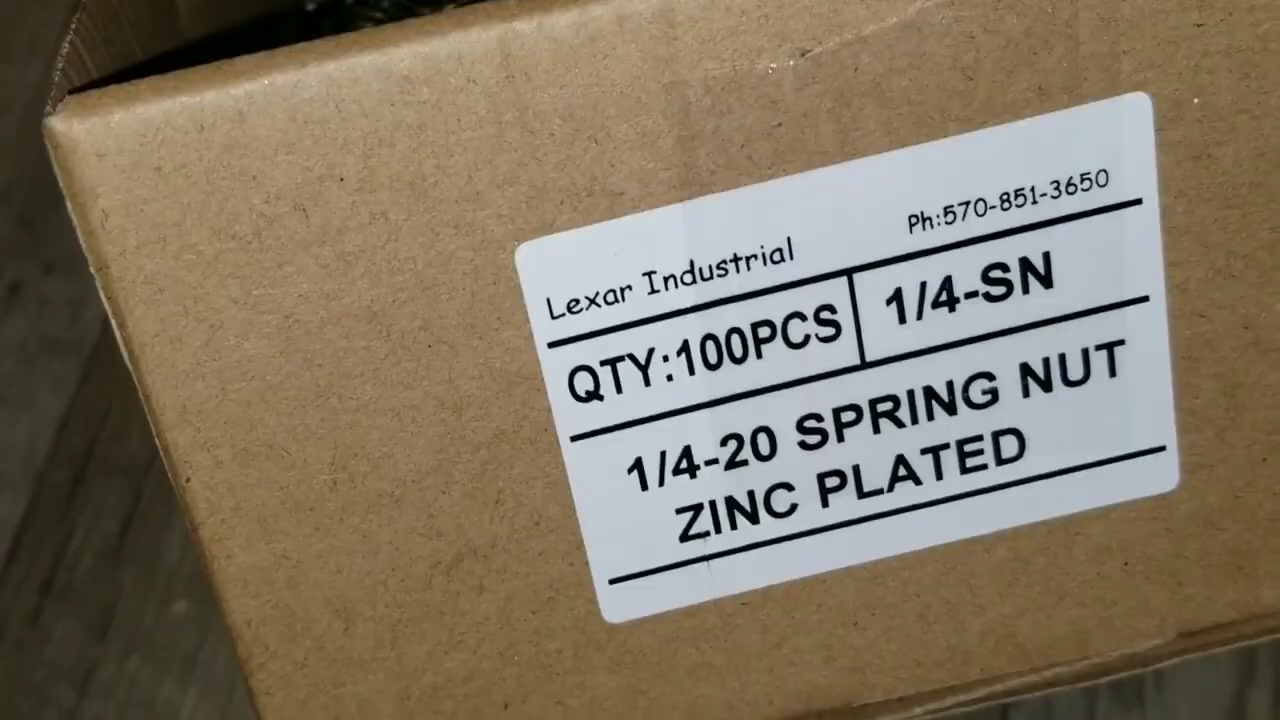 Lexar Industrial Ph:570-851-3650
QTY:100PCS 1/4-SN
1/4-20 SPRING NUT
ZINC PLATED